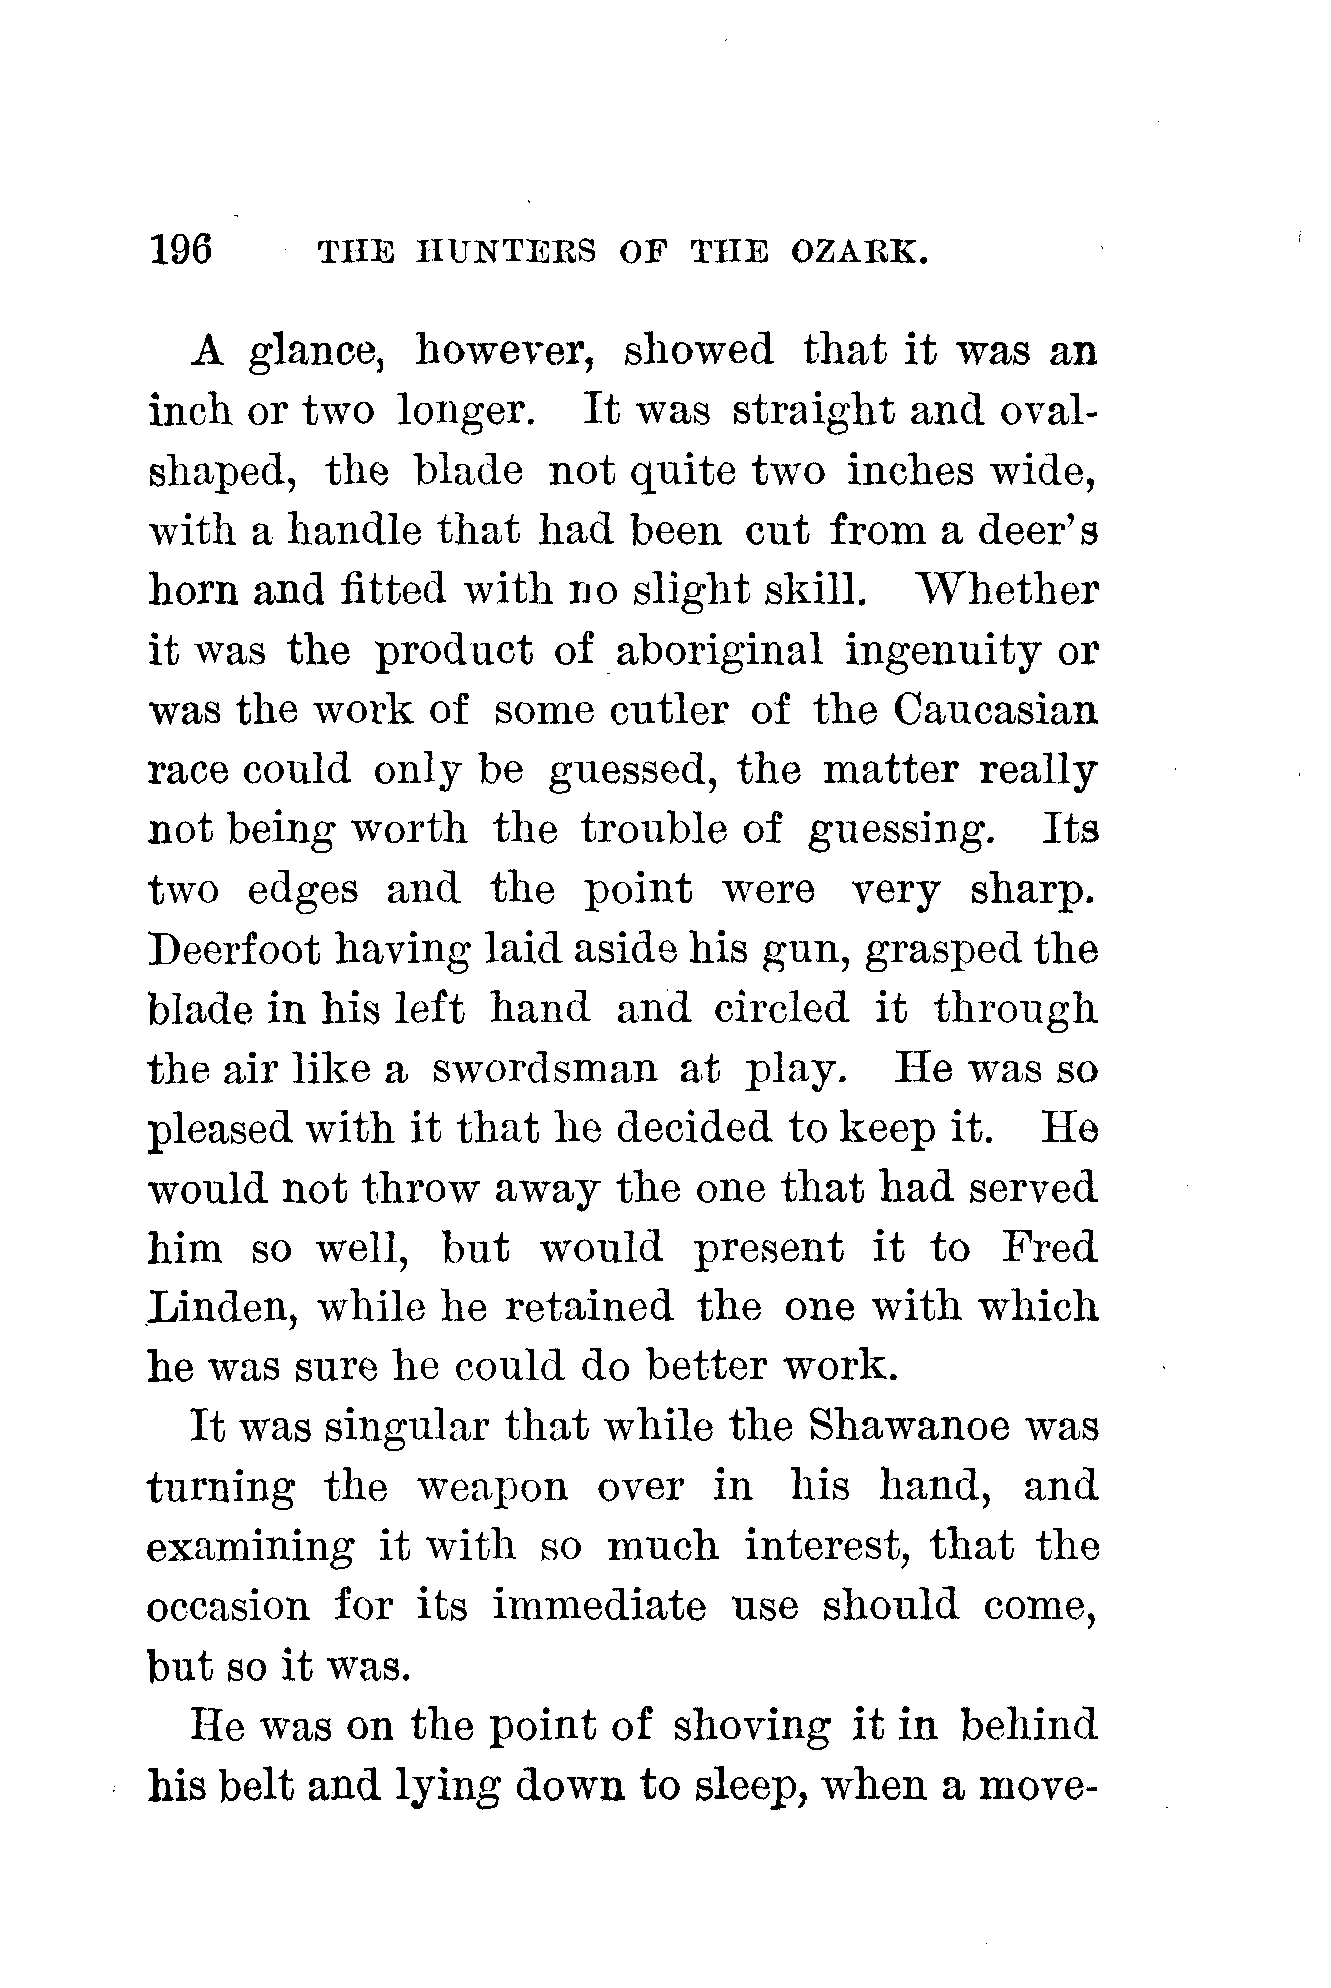 196 THE HUNTERS OF THE OZARK.
A glance, however, showed that it was an
inch or two longer. It was straight and oval-
shaped, the blade not quite two inches wide,
with a handle that had been cut from a deer's
horn and fitted with no slight skill. Whether
it was the product of aboriginal ingenuity or
was the work of some cutler of the Caucasian
race could only be guessed, the matter really
not being worth the trouble of guessing. Its
two edges and the point were very sharp.
Deerfoot having laid aside his gun, grasped the
blade in his left hand and circled it through
the air like a swordsman at play. He was so
pleased with it that he decided to keep it. He
would not throw away the one that had served
him so well, but would present it to Fred
Linden, while he retained the one with which
he was sure he could do better work.
It was singular that while the Shawanoe was
turning the weapon over in his hand, and
examining it with so much interest, that the
occasion for its immediate use should come,
but so it was.
He was on the point of shoving it in behind
his belt and lying down to sleep, when a move-